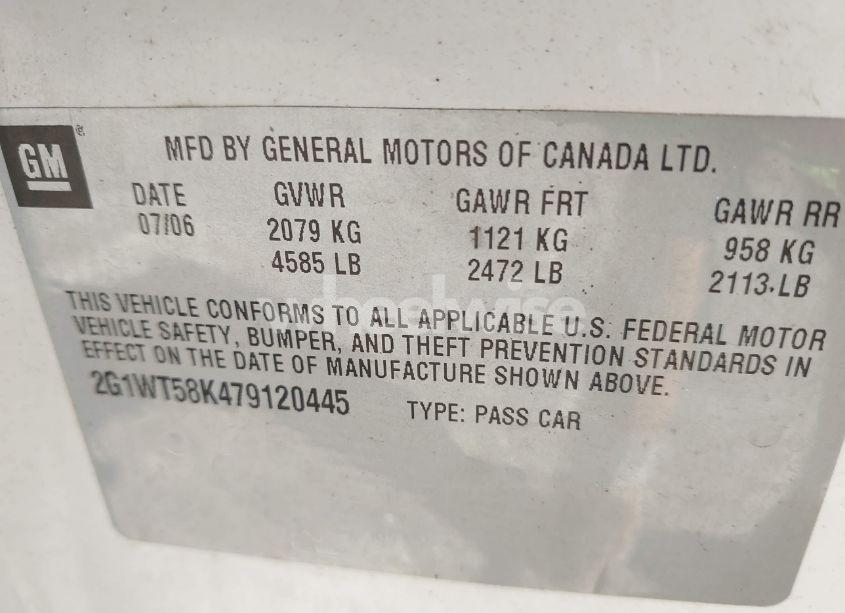 GM
MFD BY GENERAL MOTORS OF CANADA LTD.
DATE GVWR GAWR FRT GAWR RR
07/06 2079 KG 1121 KG 958 KG
4585 LB 2472 LB 2113 LB
THIS VEHICLE CONFORMS TO ALL APPLICABLE U.S. FEDERAL MOTOR
VEHICLE SAFETY, BUMPER, AND THEFT PREVENTION STANDARDS IN
EFFECT ON THE DATE OF MANUFACTURE SHOWN ABOVE.
2G1WT58K479120445 TYPE: PASS CAR
wheelwise